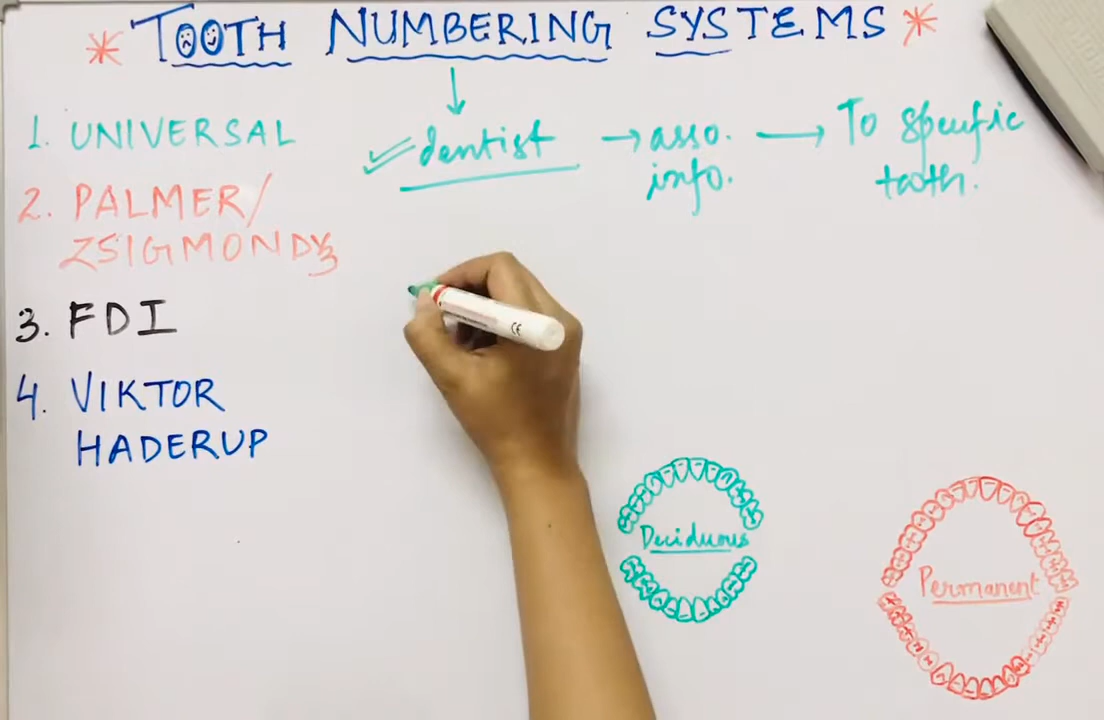 TOOTH NUMBERING SYSTEMS
1. UNIVERSAL
2. PALMER/
ZSIGMONDY
3. FDI
4. VIKTOR
HADERUP
dentist → asso. info. → To specific tooth.
Deciduous
Permanent
CE